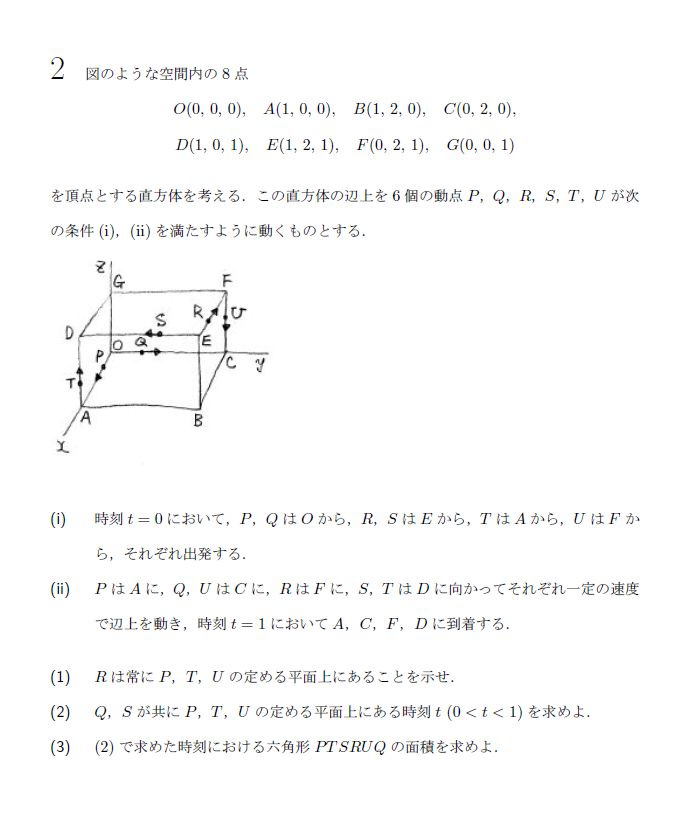 2 図のような空間内の 8 点
O(0, 0, 0), A(1, 0, 0), B(1, 2, 0), C(0, 2, 0),
D(1, 0, 1), E(1, 2, 1), F(0, 2, 1), G(0, 0, 1)
を頂点とする直方体を考える．この直方体の辺上を 6 個の動点 P，Q，R，S，T，U が次
の条件 (i)，(ii) を満たすように動くものとする．
z
G
F
S
R
U
D
O
Q
E
P
C
y
T
A
B
x
(i) 時刻 t = 0 において，P，Q は O から，R，S は E から，T は A から，U は F か
ら，それぞれ出発する．
(ii) P は A に，Q，U は C に，R は F に，S，T は D に向かってそれぞれ一定の速度
で辺上を動き，時刻 t = 1 において A，C，F，D に到着する．
(1) R は常に P，T，U の定める平面上にあることを示せ．
(2) Q，S が共に P，T，U の定める平面上にある時刻 t (0 < t < 1) を求めよ．
(3) (2) で求めた時刻における六角形 PTSRUQ の面積を求めよ．